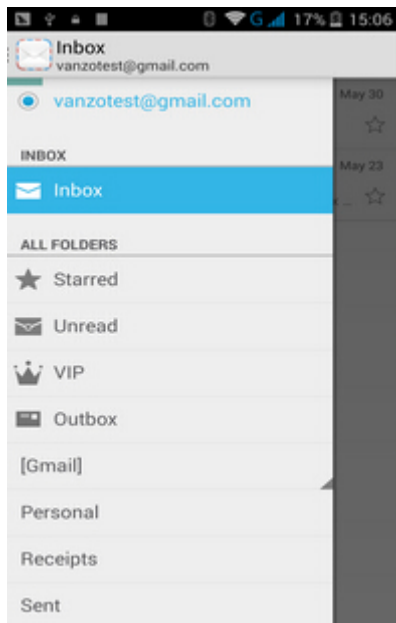 G 17% 15:06
Inbox
vanzotest@gmail.com
vanzotest@gmail.com
May 30
INBOX
May 23
Inbox
ALL FOLDERS
Starred
Unread
VIP
Outbox
[Gmail]
Personal
Receipts
Sent